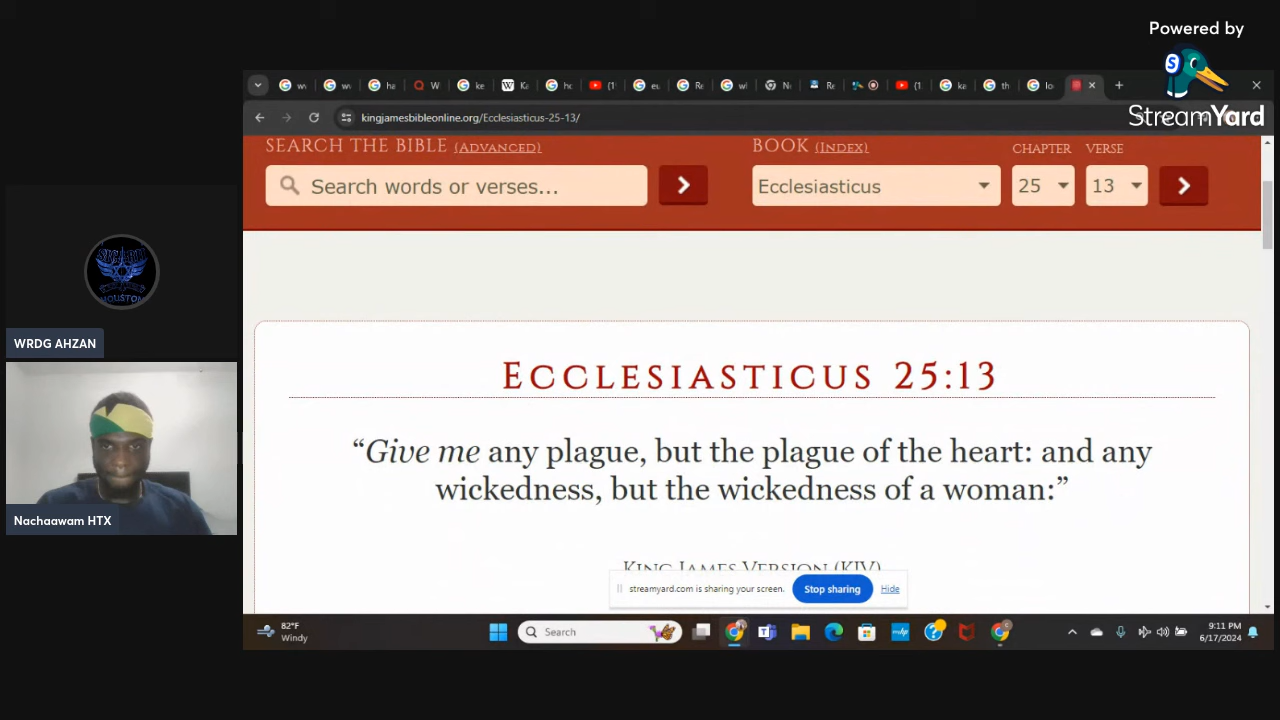 Powered by
StreamYard
kingjamesbibleonline.org/Ecclesiasticus-25-13/
SEARCH THE BIBLE (ADVANCED)
BOOK (INDEX)
CHAPTER
VERSE
Search words or verses...
Ecclesiasticus
25
13
HOUSTON
WRDG AHZAN
Nachaawam HTX
ECCLESIASTICUS 25:13
“Give me any plague, but the plague of the heart: and any
wickedness, but the wickedness of a woman:”
KING JAMES VERSION (KJV)
streamyard.com is sharing your screen.
Stop sharing
Hide
82°F
Windy
Search
9:11 PM
6/17/2024